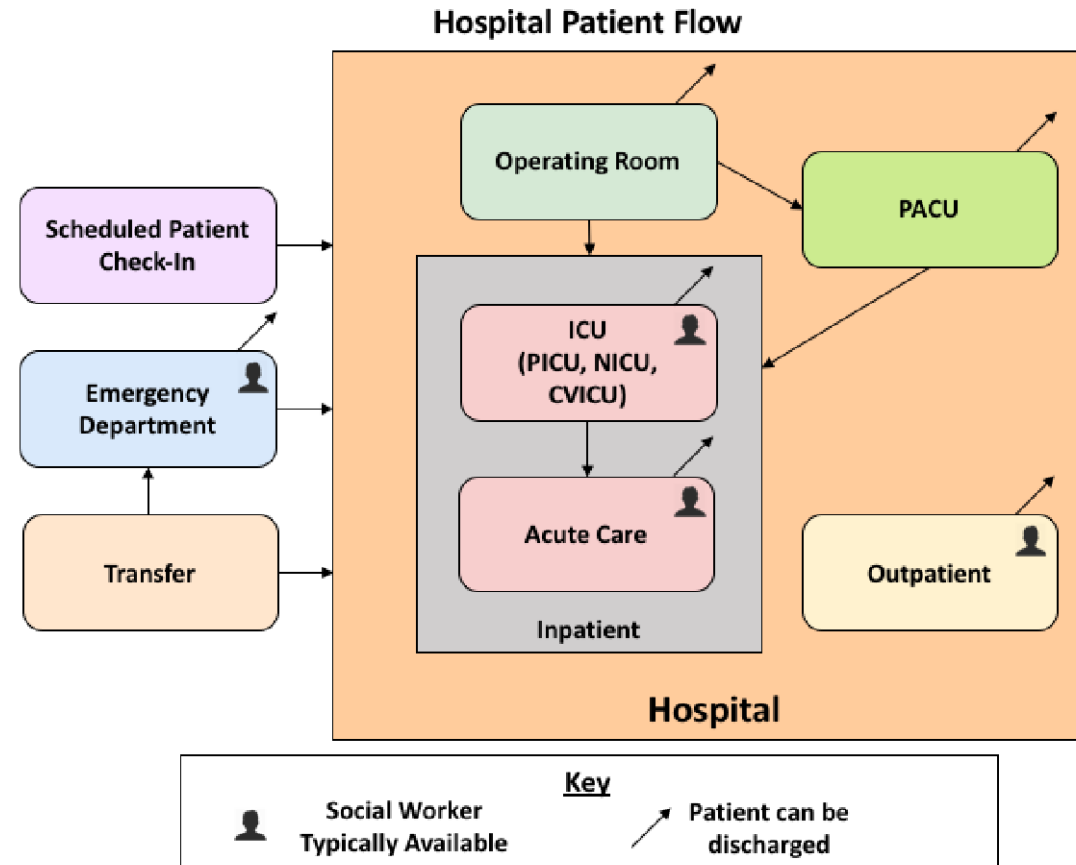 Hospital Patient Flow
Operating Room
PACU
Scheduled Patient
Check-In
ICU
(PICU, NICU,
CVICU)
Emergency
Department
Acute Care
Transfer
Outpatient
Inpatient
Hospital
Key
Social Worker
Typically Available
Patient can be
discharged